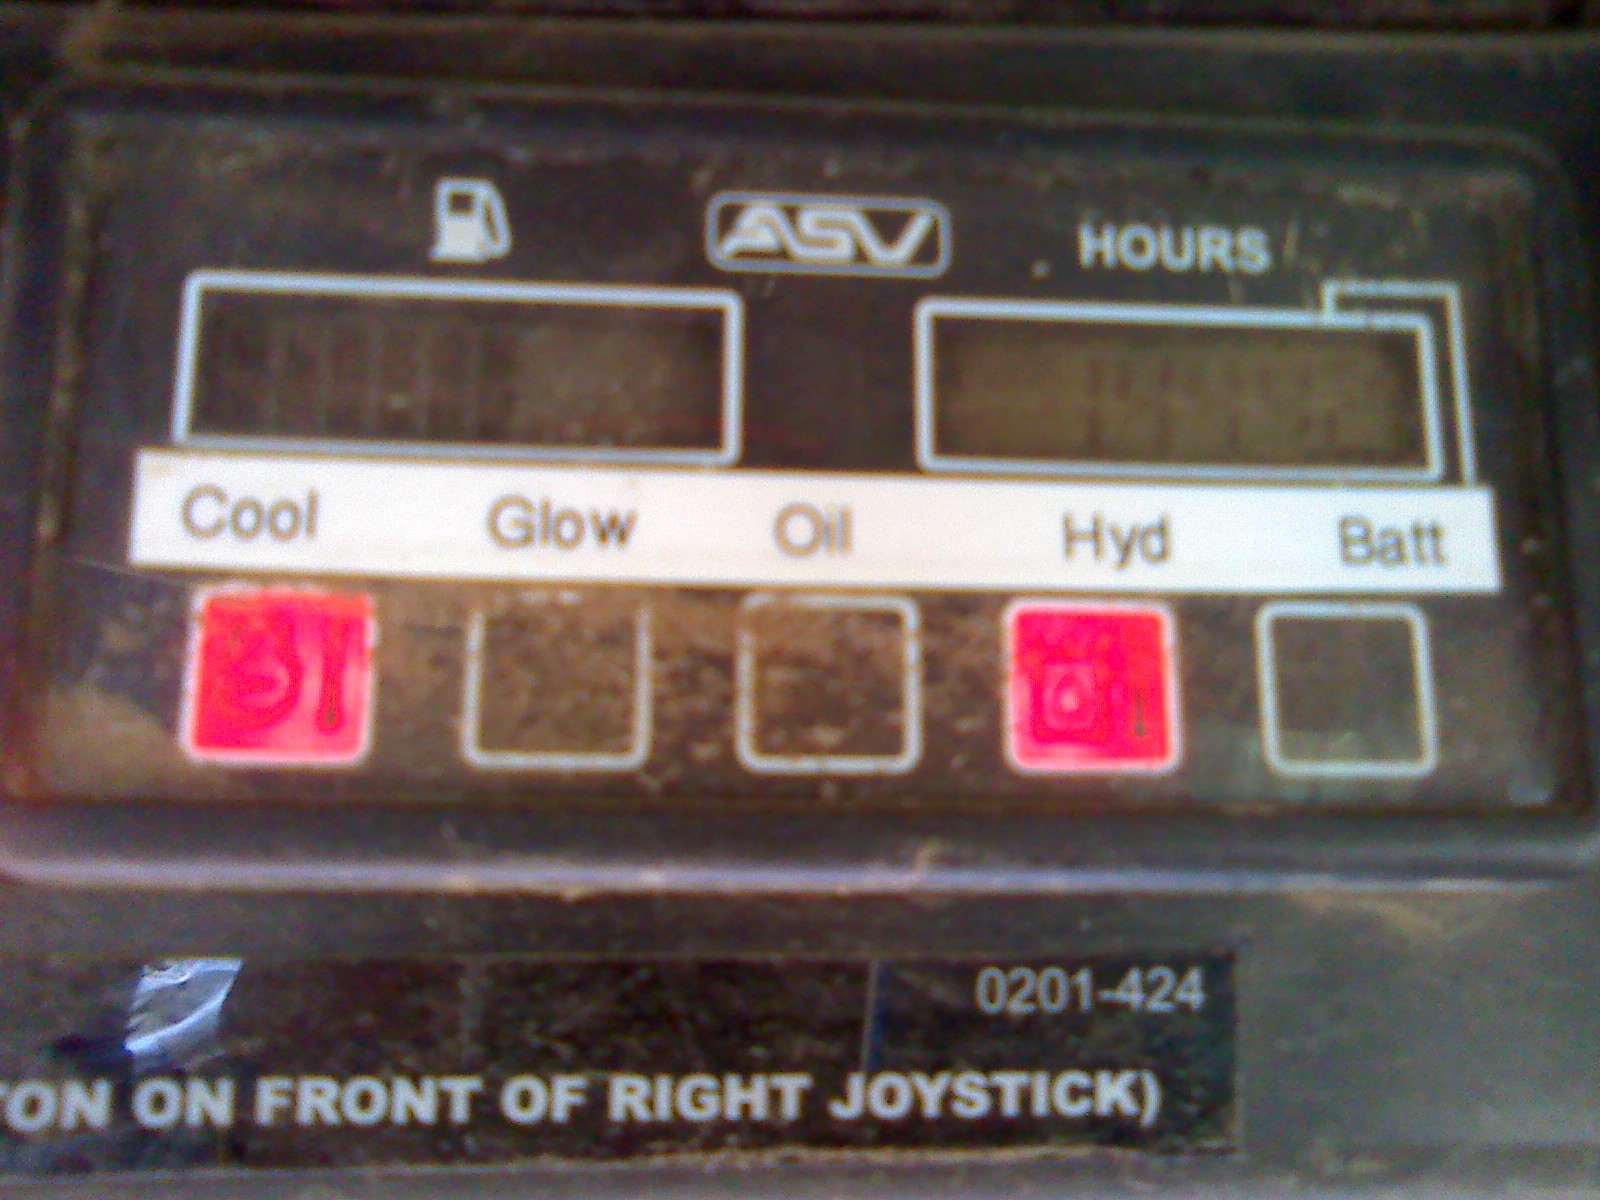 ASV
HOURS
Cool Glow Oil Hyd Batt
0201-424
ON FRONT OF RIGHT JOYSTICK)